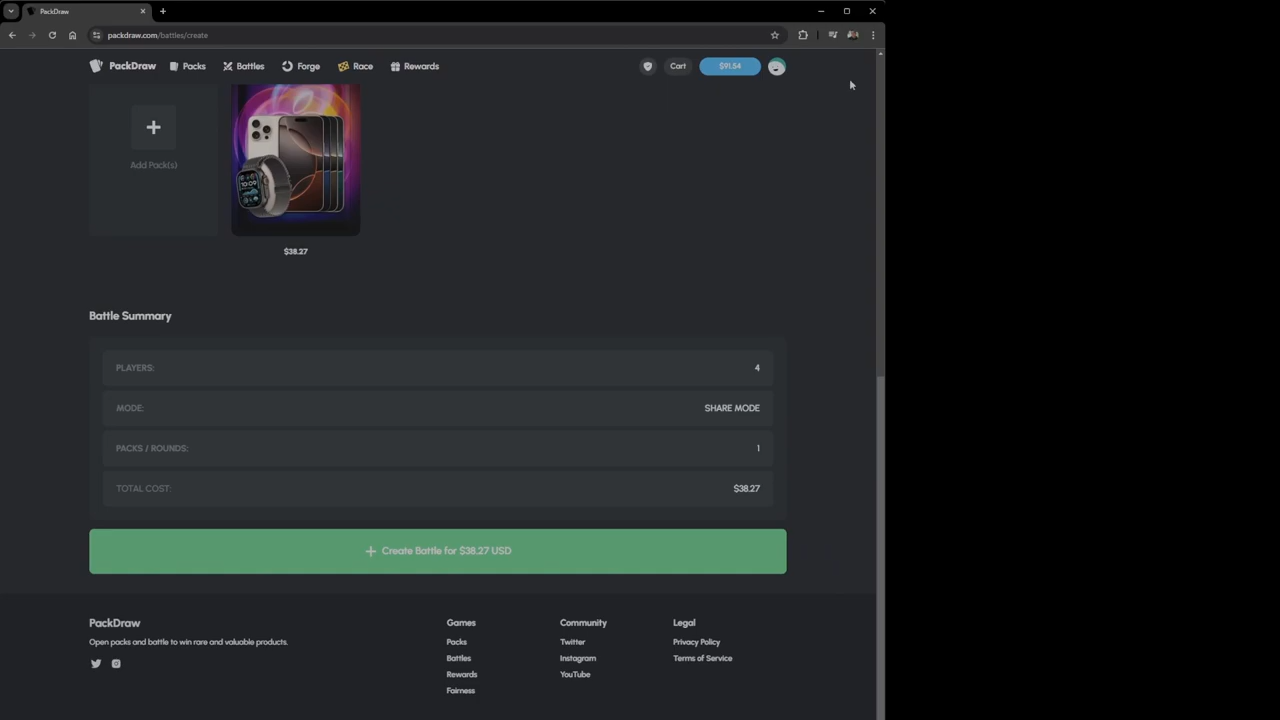 PackDraw
packdraw.com/battles/create
PackDraw Packs Battles Forge Race Rewards Cart $91.54
Add Pack(s)
10:09
$38.27
Battle Summary
PLAYERS: 4
MODE: SHARE MODE
PACKS / ROUNDS: 1
TOTAL COST: $38.27
Create Battle for $38.27 USD
PackDraw Games Community Legal
Open packs and battle to win rare and valuable products. Packs Twitter Privacy Policy
Battles Instagram Terms of Service
Rewards YouTube
Fairness